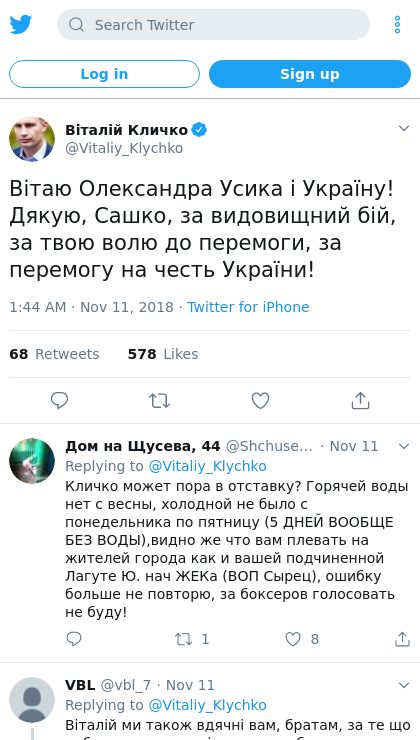 Search Twitter
Log in
Sign up
Віталій Кличко
@Vitaliy_Klychko
Вітаю Олександра Усика і Україну!
Дякую, Сашко, за видовищний бій,
за твою волю до перемоги, за
перемогу на честь України!
1:44 AM · Nov 11, 2018 · Twitter for iPhone
68 Retweets 578 Likes
Дом на Щусева, 44 @Shchuse... · Nov 11
Replying to @Vitaliy_Klychko
Кличко может пора в отставку? Горячей воды
нет с весны, холодной не было с
понедельника по пятницу (5 ДНЕЙ ВООБЩЕ
БЕЗ ВОДЫ),видно же что вам плевать на
жителей города как и вашей подчиненной
Лагуте Ю. нач ЖЕКа (ВОП Сырец), ошибку
больше не повторю, за боксеров голосовать
не буду!
1 8
VBL @vbl_7 · Nov 11
Replying to @Vitaliy_Klychko
Віталій ми також вдячні вам, братам, за те що